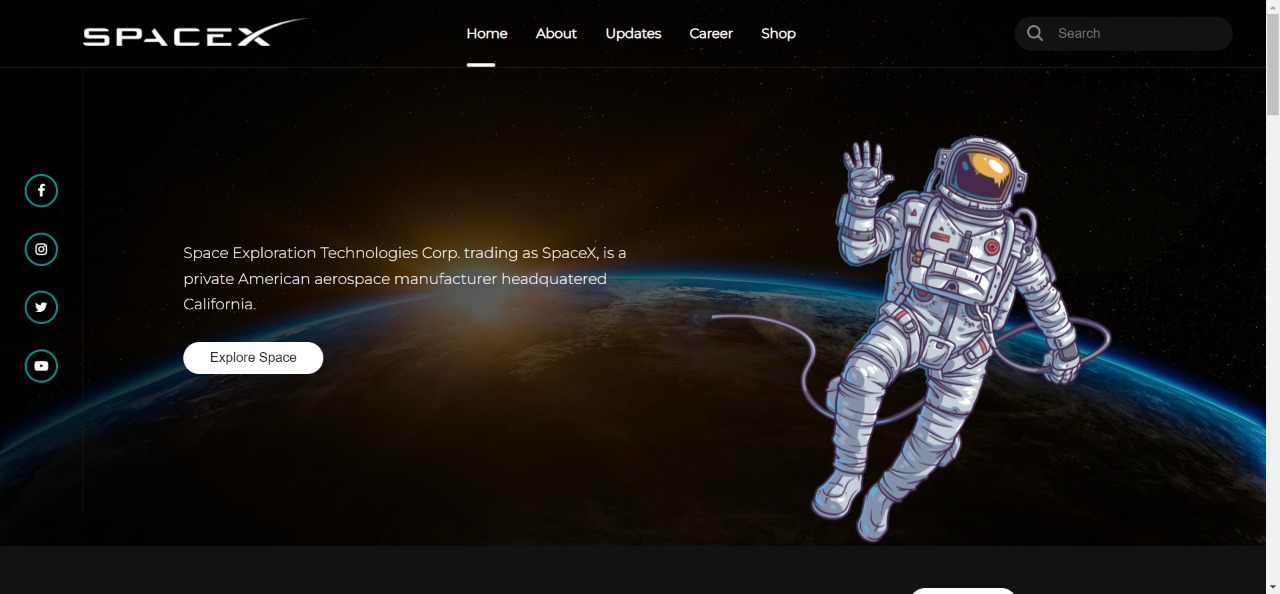 SPACEX
Home About Updates Career Shop
Search
Space Exploration Technologies Corp. trading as SpaceX, is a
private American aerospace manufacturer headquatered
California.
Explore Space